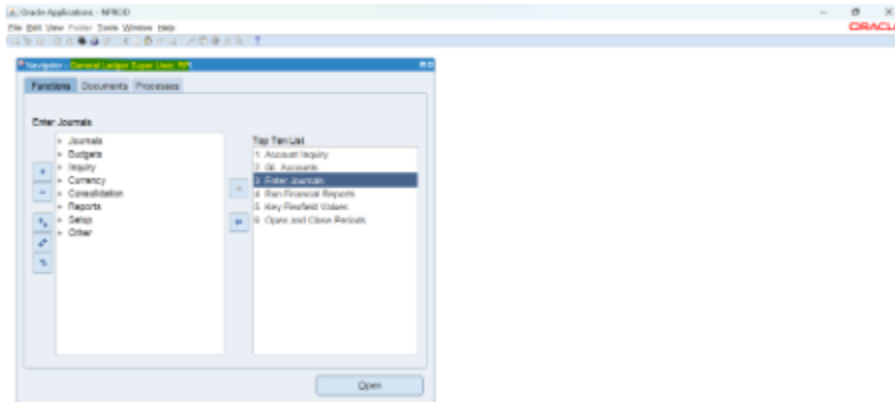 Oracle Applications - NPROD
File Edit View Folder Tools Window Help
ORACLE
Navigator - General Ledger Super User,
Functions Documents Processes
Enter Journals
Journals
Budgets
Inquiry
Currency
Consolidation
Reports
Setup
Other
Top Ten List
1. Account Inquiry
2. GL Accounts
3. Enter Journals
4. Run Financial Reports
5. Key Flexfield Values
6. Open and Close Periods
Open